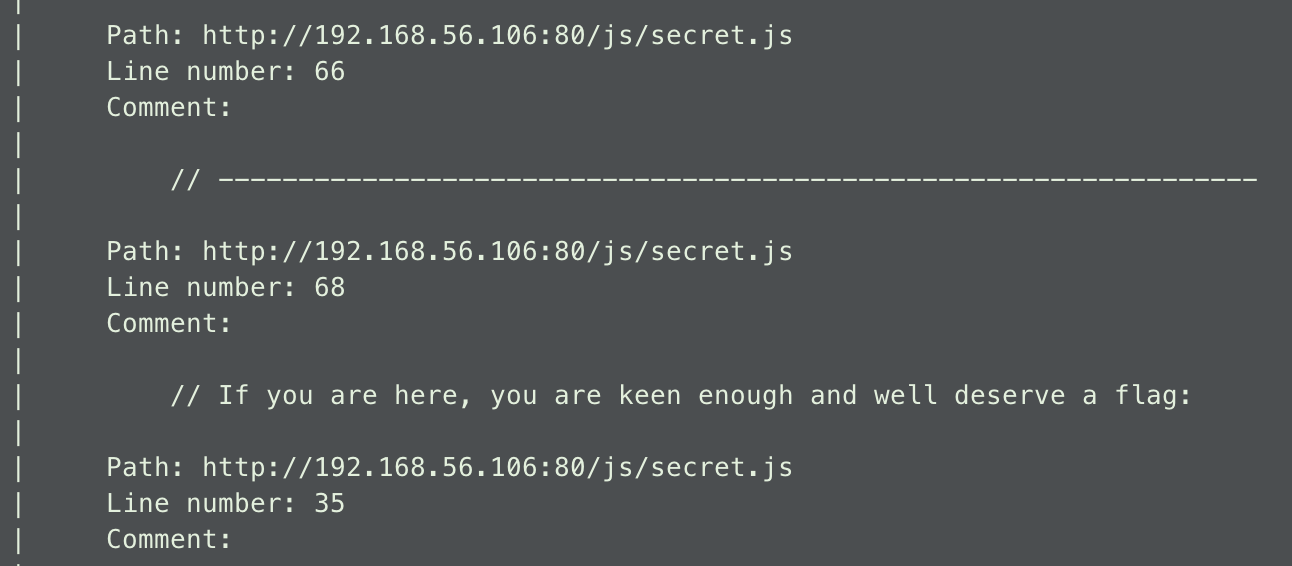 |
| Path: http://192.168.56.106:80/js/secret.js
| Line number: 66
| Comment:
|
| // -----------------------------------------------------------------
|
| Path: http://192.168.56.106:80/js/secret.js
| Line number: 68
| Comment:
|
| // If you are here, you are keen enough and well deserve a flag:
|
| Path: http://192.168.56.106:80/js/secret.js
| Line number: 35
| Comment:
|